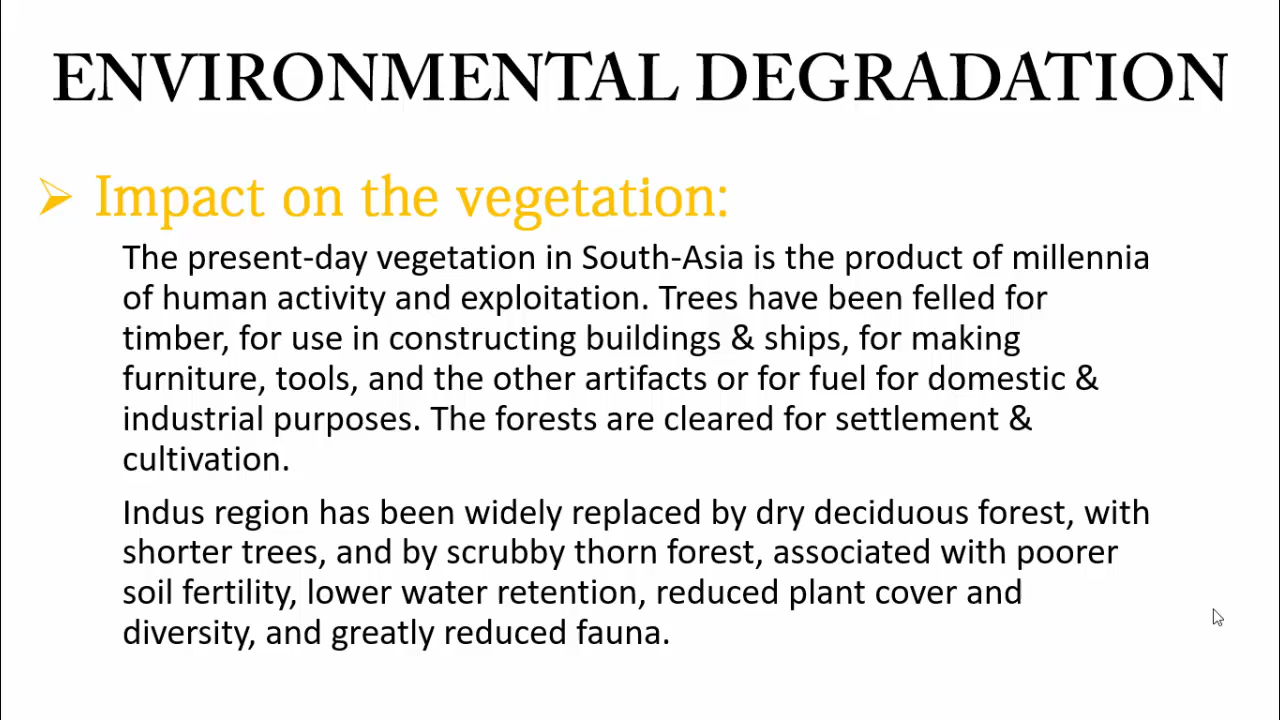 ENVIRONMENTAL DEGRADATION
Impact on the vegetation:
The present-day vegetation in South-Asia is the product of millennia
of human activity and exploitation. Trees have been felled for
timber, for use in constructing buildings & ships, for making
furniture, tools, and the other artifacts or for fuel for domestic &
industrial purposes. The forests are cleared for settlement &
cultivation.
Indus region has been widely replaced by dry deciduous forest, with
shorter trees, and by scrubby thorn forest, associated with poorer
soil fertility, lower water retention, reduced plant cover and
diversity, and greatly reduced fauna.